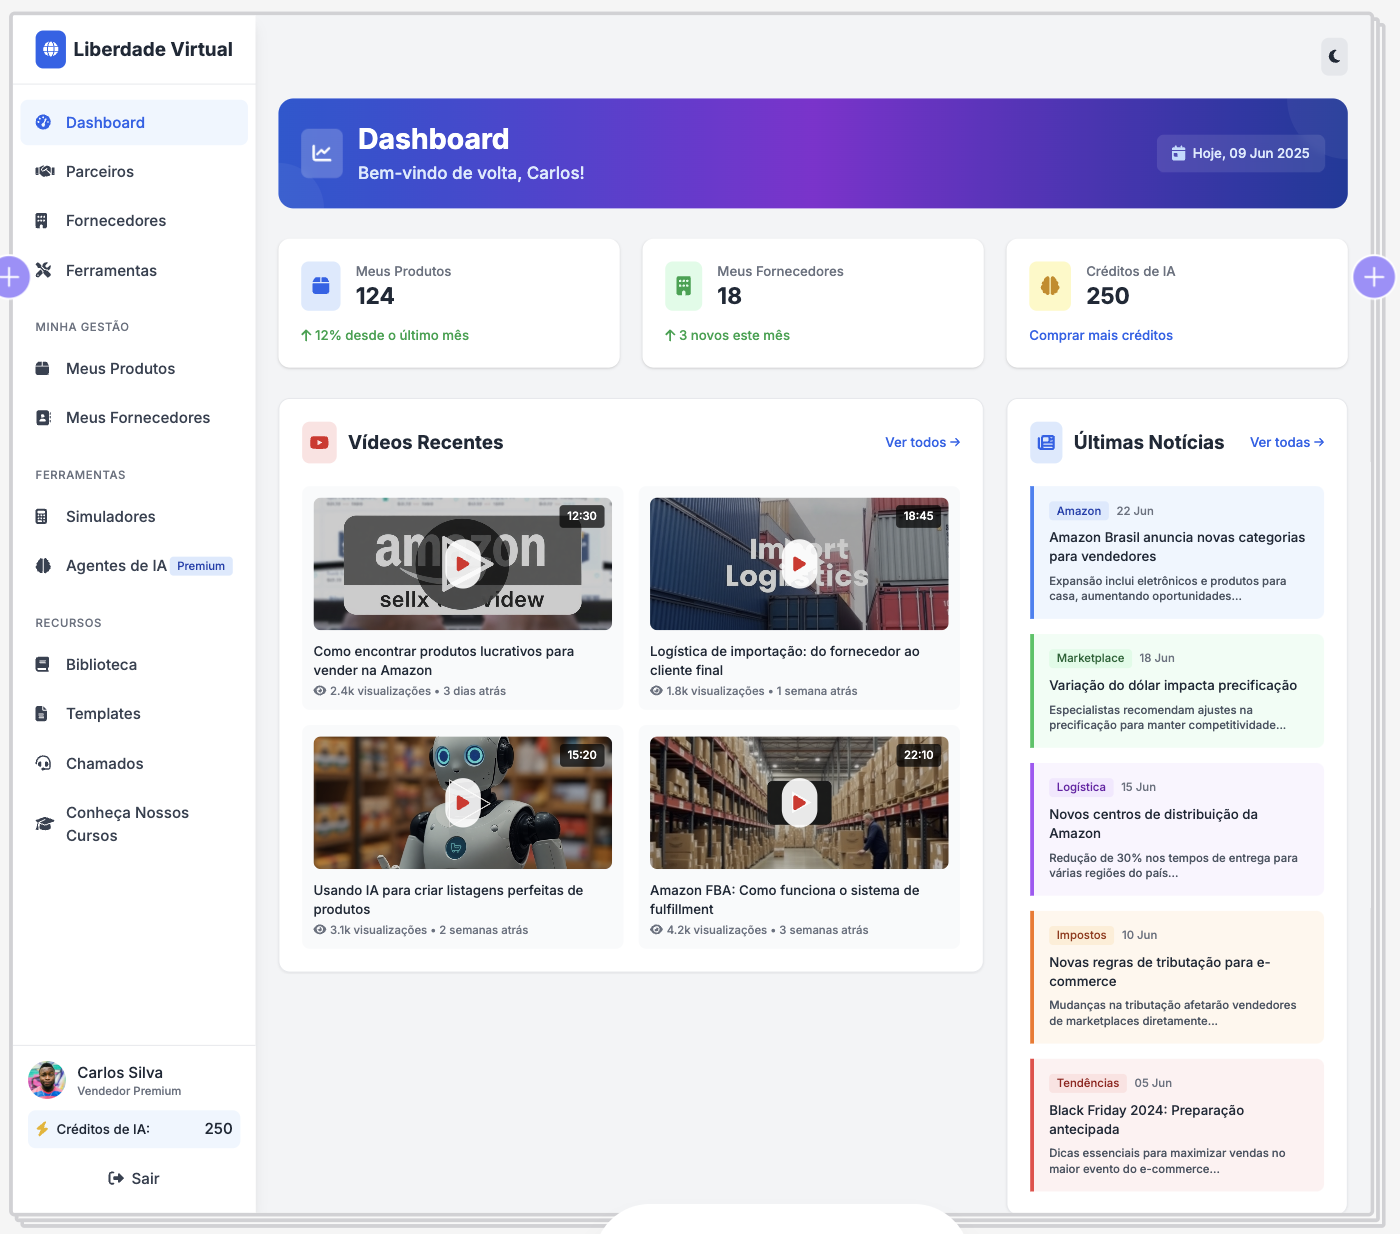 Liberdade Virtual
Dashboard
Parceiros
Fornecedores
Ferramentas
MINHA GESTÃO
Meus Produtos
Meus Fornecedores
FERRAMENTAS
Simuladores
Agentes de IA Premium
RECURSOS
Biblioteca
Templates
Chamados
Conheça Nossos
Cursos
Carlos Silva
Vendedor Premium
Créditos de IA: 250
Sair
Dashboard
Bem-vindo de volta, Carlos!
Hoje, 09 Jun 2025
Meus Produtos
124
12% desde o último mês
Meus Fornecedores
18
3 novos este mês
Créditos de IA
250
Comprar mais créditos
Vídeos Recentes
Ver todos →
12:30
amazon
sellx
Como encontrar produtos lucrativos para
vender na Amazon
2.4k visualizações • 3 dias atrás
18:45
Import
Logistics
Logística de importação: do fornecedor ao
cliente final
1.8k visualizações • 1 semana atrás
15:20
Usando IA para criar listagens perfeitas de
produtos
3.1k visualizações • 2 semanas atrás
22:10
Amazon FBA: Como funciona o sistema de
fulfillment
4.2k visualizações • 3 semanas atrás
Últimas Notícias
Ver todas →
Amazon 22 Jun
Amazon Brasil anuncia novas categorias
para vendedores
Expansão inclui eletrônicos e produtos para
casa, aumentando oportunidades...
Marketplace 18 Jun
Variação do dólar impacta precificação
Especialistas recomendam ajustes na
precificação para manter competitividade...
Logística 15 Jun
Novos centros de distribuição da
Amazon
Redução de 30% nos tempos de entrega para
várias regiões do país...
Impostos 10 Jun
Novas regras de tributação para e-
commerce
Mudanças na tributação afetarão vendedores
de marketplaces diretamente...
Tendências 05 Jun
Black Friday 2024: Preparação
antecipada
Dicas essenciais para maximizar vendas no
maior evento do e-commerce...